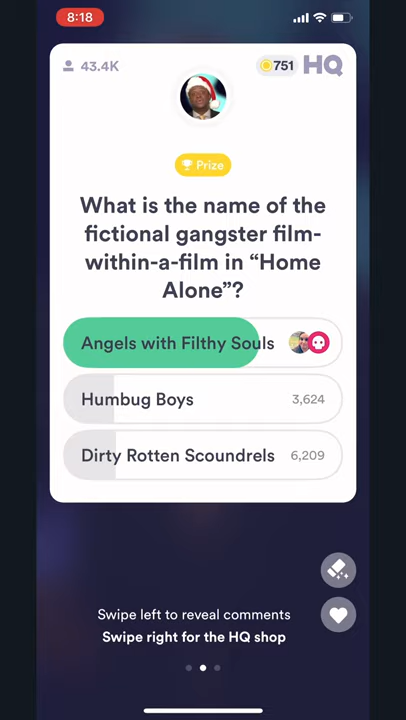 8:18
43.4K
751 HQ
Prize
What is the name of the
fictional gangster film-
within-a-film in “Home
Alone”?
Angels with Filthy Souls
Humbug Boys 3,624
Dirty Rotten Scoundrels 6,209
Swipe left to reveal comments
Swipe right for the HQ shop